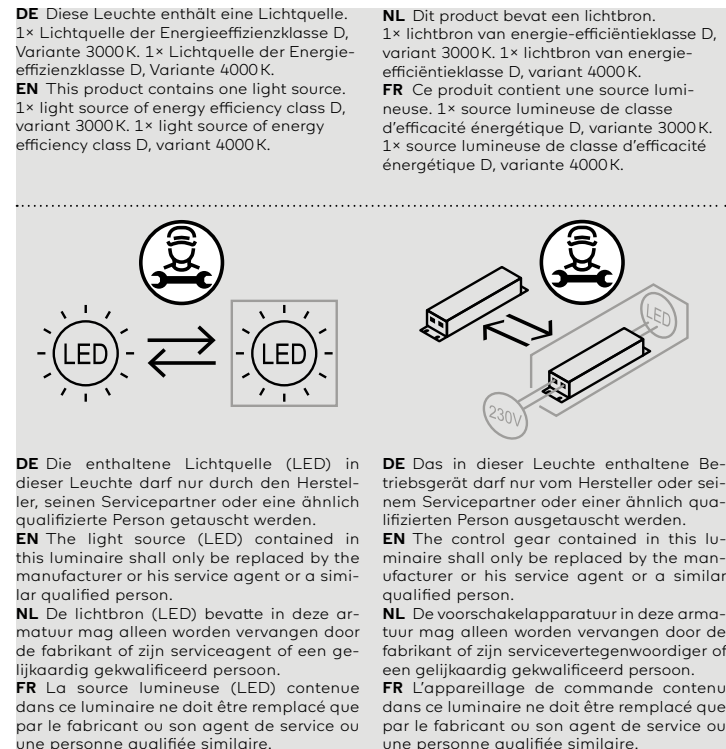 DE Diese Leuchte enthält eine Lichtquelle.
1× Lichtquelle der Energieeffizienzklasse D,
Variante 3000 K. 1× Lichtquelle der Energie-
effizienzklasse D, Variante 4000 K.
EN This product contains one light source.
1× light source of energy efficiency class D,
variant 3000 K. 1× light source of energy
efficiency class D, variant 4000 K.
NL Dit product bevat een lichtbron.
1× lichtbron van energie-efficiëntieklasse D,
variant 3000 K. 1× lichtbron van energie-
efficiëntieklasse D, variant 4000 K.
FR Ce produit contient une source lumi-
neuse. 1× source lumineuse de classe
d'efficacité énergétique D, variante 3000 K.
1× source lumineuse de classe d'efficacité
énergétique D, variante 4000 K.
LED
LED
LED
230V
DE Die enthaltene Lichtquelle (LED) in
dieser Leuchte darf nur durch den Herstel-
ler, seinen Servicepartner oder eine ähnlich
qualifizierte Person getauscht werden.
EN The light source (LED) contained in
this luminaire shall only be replaced by the
manufacturer or his service agent or a simi-
lar qualified person.
NL De lichtbron (LED) bevatte in deze ar-
matuur mag alleen worden vervangen door
de fabrikant of zijn serviceagent of een ge-
lijkaardig gekwalificeerd persoon.
FR La source lumineuse (LED) contenue
dans ce luminaire ne doit être remplacé que
par le fabricant ou son agent de service ou
une personne qualifiée similaire.
DE Das in dieser Leuchte enthaltene Be-
triebsgerät darf nur vom Hersteller oder sei-
nem Servicepartner oder einer ähnlich qua-
lifizierten Person ausgetauscht werden.
EN The control gear contained in this lu-
minaire shall only be replaced by the man-
ufacturer or his service agent or a similar
qualified person.
NL De voorschakelapparatuur in deze arma-
tuur mag alleen worden vervangen door de
fabrikant of zijn servicevertegenwoordiger of
een gelijkaardig gekwalificeerd persoon.
FR L'appareillage de commande contenu
dans ce luminaire ne doit être remplacé que
par le fabricant ou son agent de service ou
une personne qualifiée similaire.